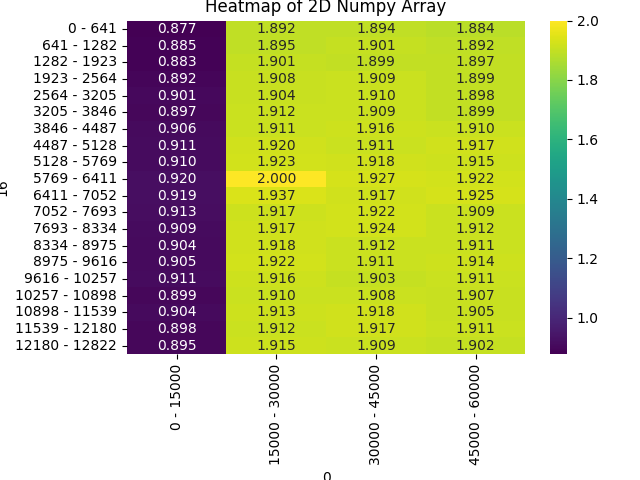 Heatmap of 2D Numpy Array
0 - 641 0.877 1.892 1.894 1.884
641 - 1282 0.885 1.895 1.901 1.892
1282 - 1923 0.883 1.901 1.899 1.897
1923 - 2564 0.892 1.908 1.909 1.899
2564 - 3205 0.901 1.904 1.910 1.898
3205 - 3846 0.897 1.912 1.909 1.899
3846 - 4487 0.906 1.911 1.916 1.910
4487 - 5128 0.911 1.920 1.911 1.917
5128 - 5769 0.910 1.923 1.918 1.915
5769 - 6411 0.920 2.000 1.927 1.922
6411 - 7052 0.919 1.937 1.917 1.925
7052 - 7693 0.913 1.917 1.922 1.909
7693 - 8334 0.909 1.917 1.924 1.912
8334 - 8975 0.904 1.918 1.912 1.911
8975 - 9616 0.905 1.922 1.911 1.914
9616 - 10257 0.911 1.916 1.903 1.911
10257 - 10898 0.899 1.910 1.908 1.907
10898 - 11539 0.904 1.913 1.918 1.905
11539 - 12180 0.898 1.912 1.917 1.911
12180 - 12822 0.895 1.915 1.909 1.902
16
0 - 15000
15000 - 30000
30000 - 45000
45000 - 60000
0
2.0
1.8
1.6
1.4
1.2
1.0